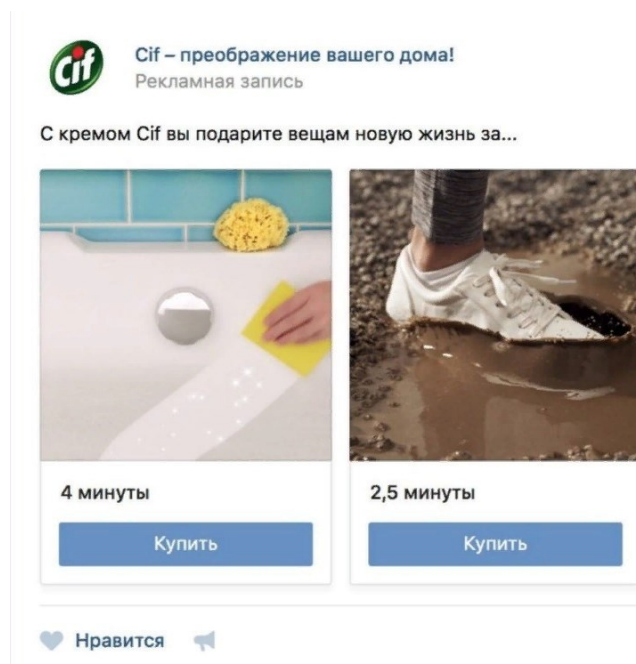 Cif
Cif – преображение вашего дома!
Рекламная запись
С кремом Cif вы подарите вещам новую жизнь за...
4 минуты
Купить
2,5 минуты
Купить
Нравится